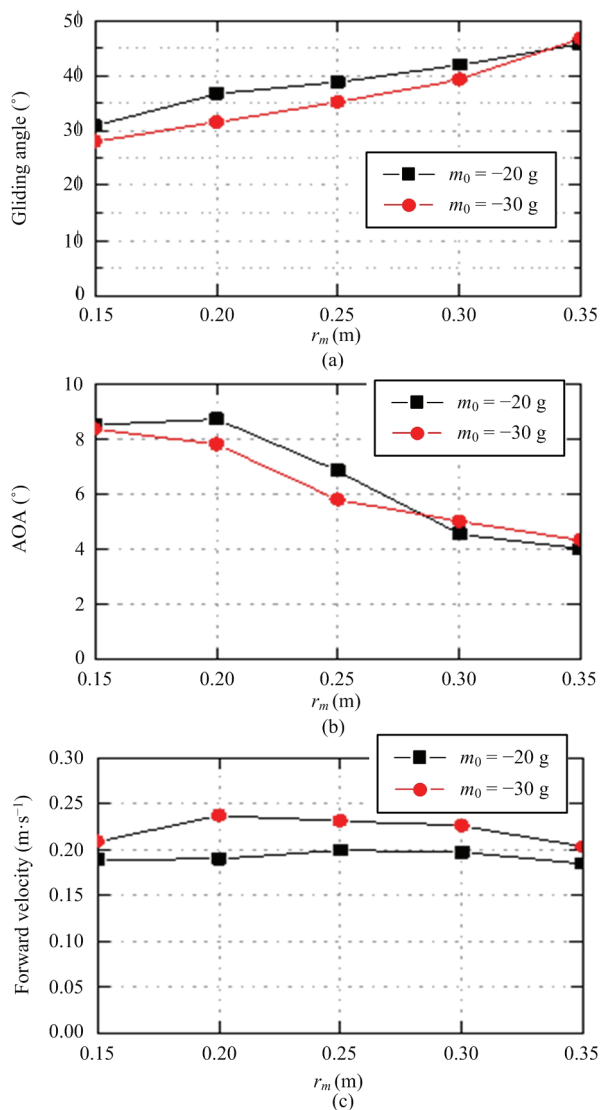 50
40
30
20
10
0
Gliding angle (°)
m0 = −20 g
m0 = −30 g
0.15 0.20 0.25 0.30 0.35
rm (m)
(a)
10
8
6
4
2
0
AOA (°)
m0 = −20 g
m0 = −30 g
0.15 0.20 0.25 0.30 0.35
rm (m)
(b)
0.30
0.25
0.20
0.15
0.10
0.05
0.00
Forward velocity (m·s−1)
m0 = −20 g
m0 = −30 g
0.15 0.20 0.25 0.30 0.35
rm (m)
(c)